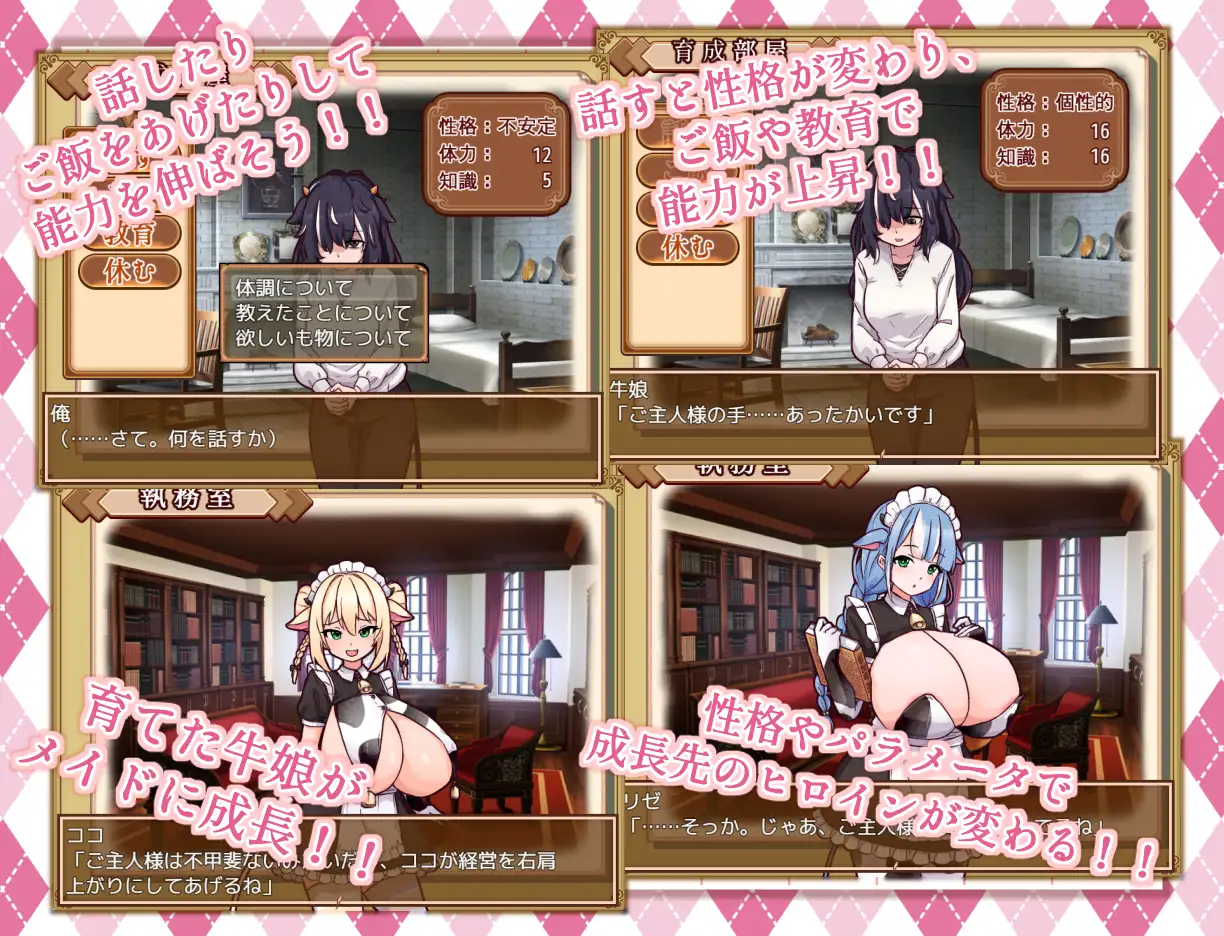 話したり
ご飯をあげたりして
能力を伸ばそう!!
性格:不安定
体力: 12
知識: 5
教育
休む
体調について
教えたことについて
欲しいも物について
俺
(……さて。何を話すか)
育成部屋
話すと性格が変わり、
ご飯や教育で
能力が上昇!!
性格:個性的
体力: 16
知識: 16
休む
牛娘
「ご主人様の手……あったかいです」
執務室
育てた牛娘が
メイドに成長!!
ココ
「ご主人様は不甲斐ない、ココが経営を右肩
上がりにしてあげるね」
執務室
性格やパラメータで
成長先のヒロインが変わる!!
リゼ
「……そっか。じゃあ、ご主人様